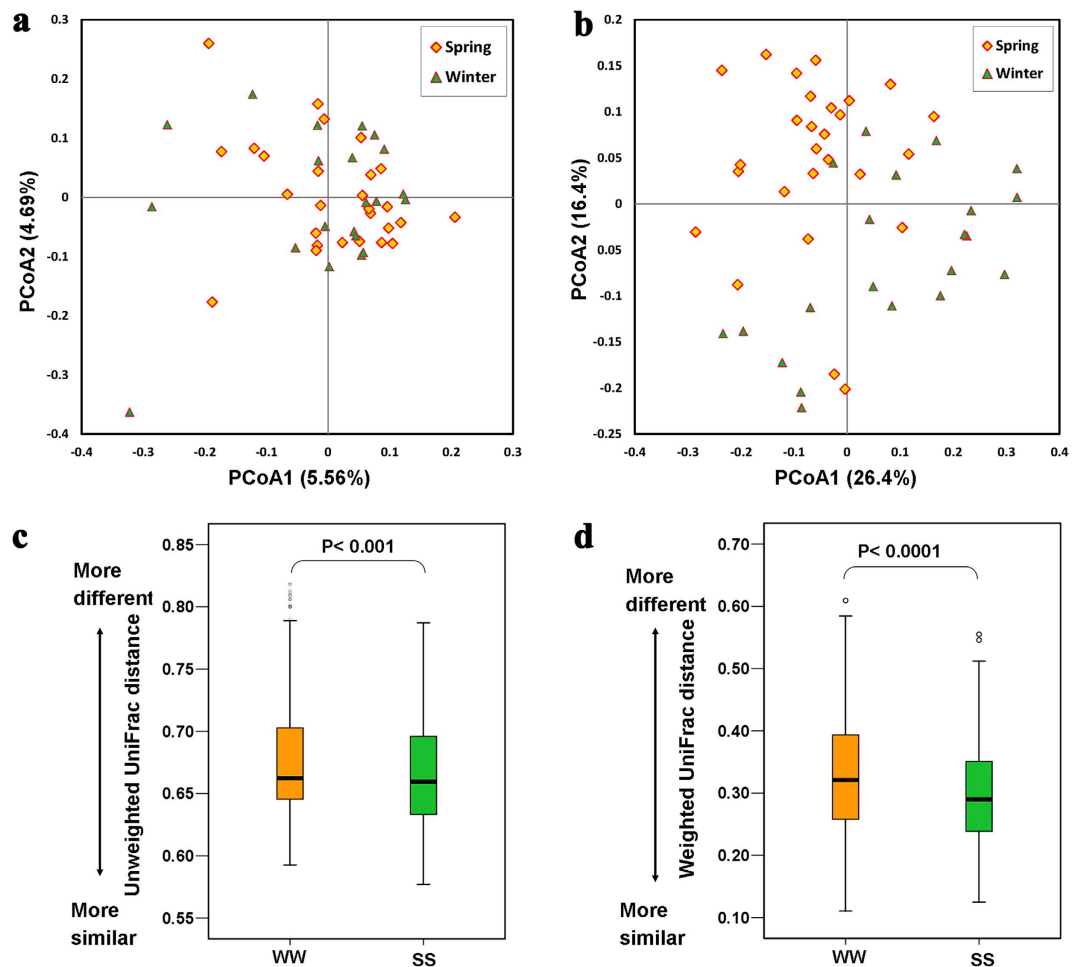 a
0.3
0.2
0.1
0
-0.1
-0.2
-0.3
-0.4
-0.4
-0.3
-0.2
-0.1
0
0.1
0.2
0.3
PCoA2 (4.69%)
PCoA1 (5.56%)
Spring
Winter
b
0.2
0.15
0.1
0.05
0
0.05
-0.1
-0.15
-0.2
-0.25
-0.4
-0.3
-0.2
-0.1
0
0.1
0.2
0.3
0.4
PCoA2 (16.4%)
PCoA1 (26.4%)
Spring
Winter
c
More
different
More
similar
Unweighted UniFrac distance
0.85
0.80
0.75
0.70
0.65
0.60
0.55
P< 0.001
WW
SS
d
More
different
More
similar
Weighted UniFrac distance
0.70
0.60
0.50
0.40
0.30
0.20
0.10
P< 0.0001
WW
SS